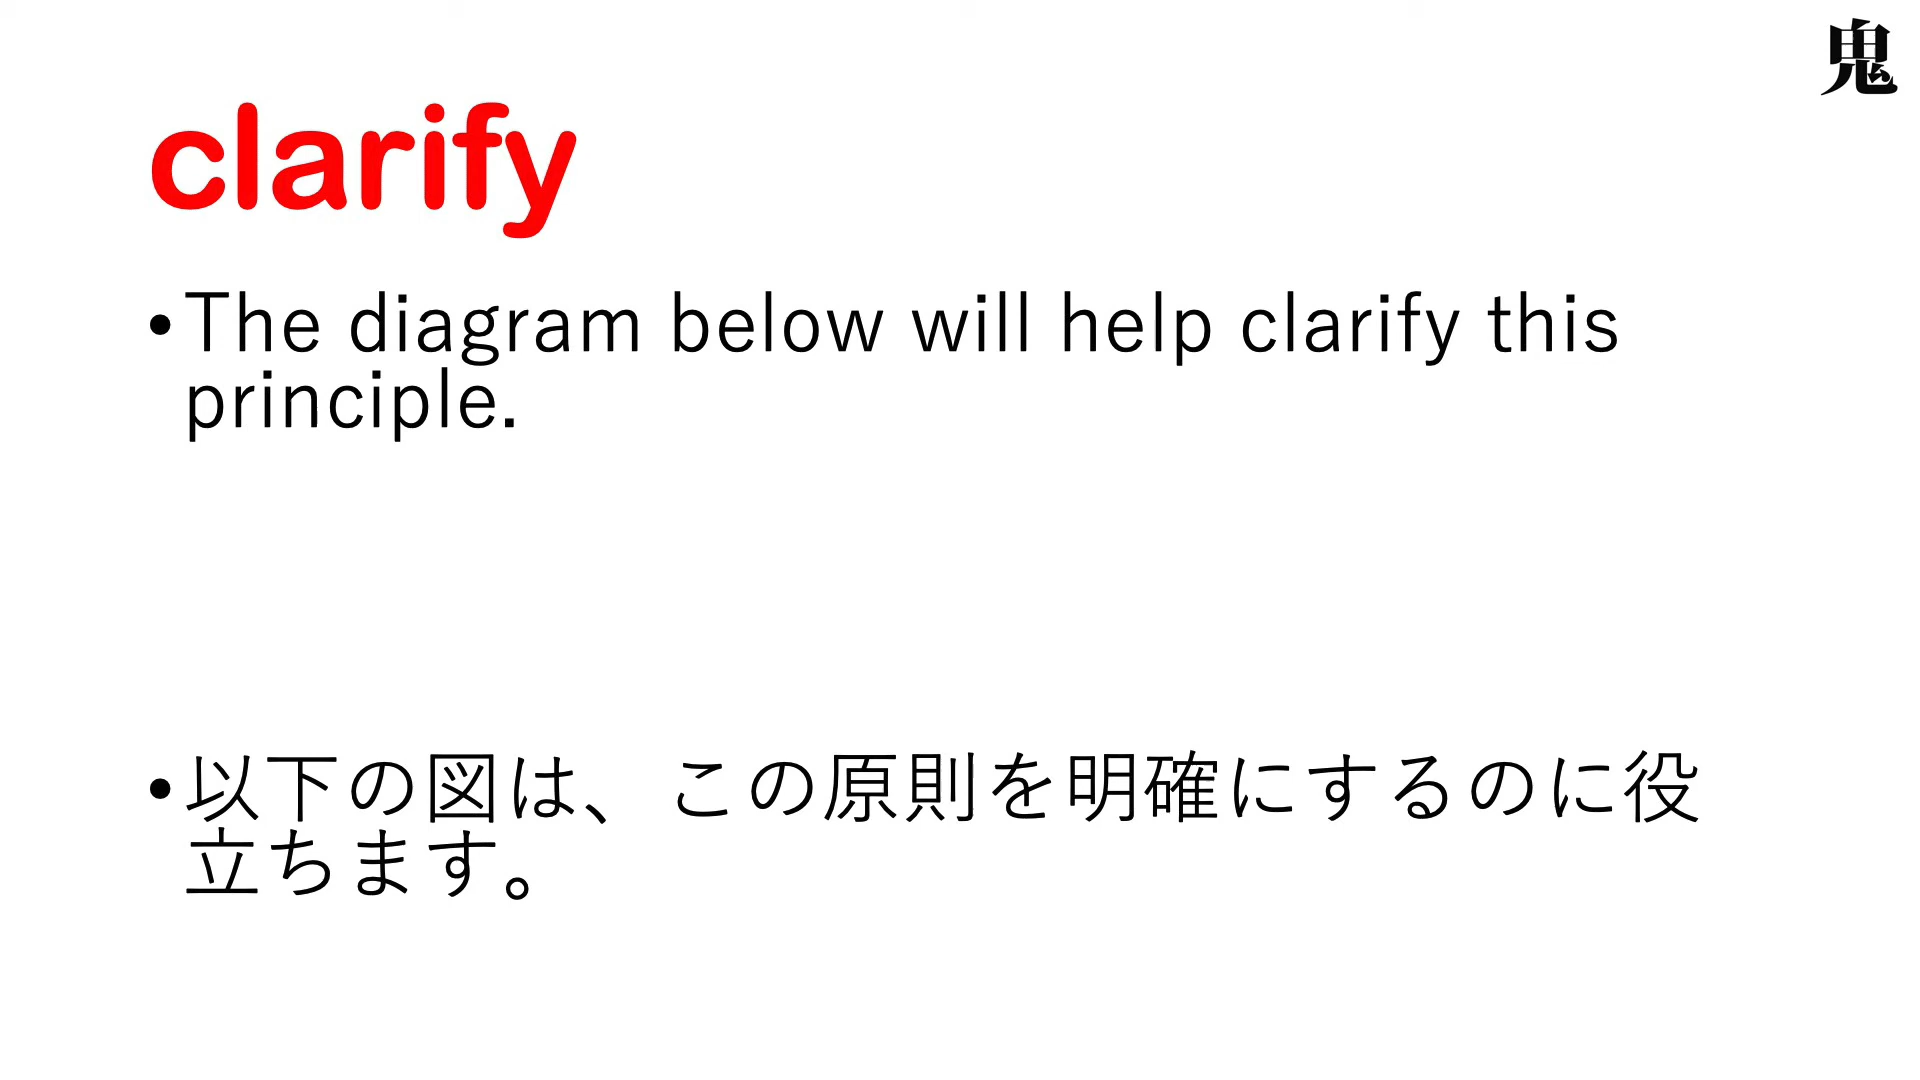 鬼
clarify
•The diagram below will help clarify this
principle.
•以下の図は、この原則を明確にするのに役
立ちます。